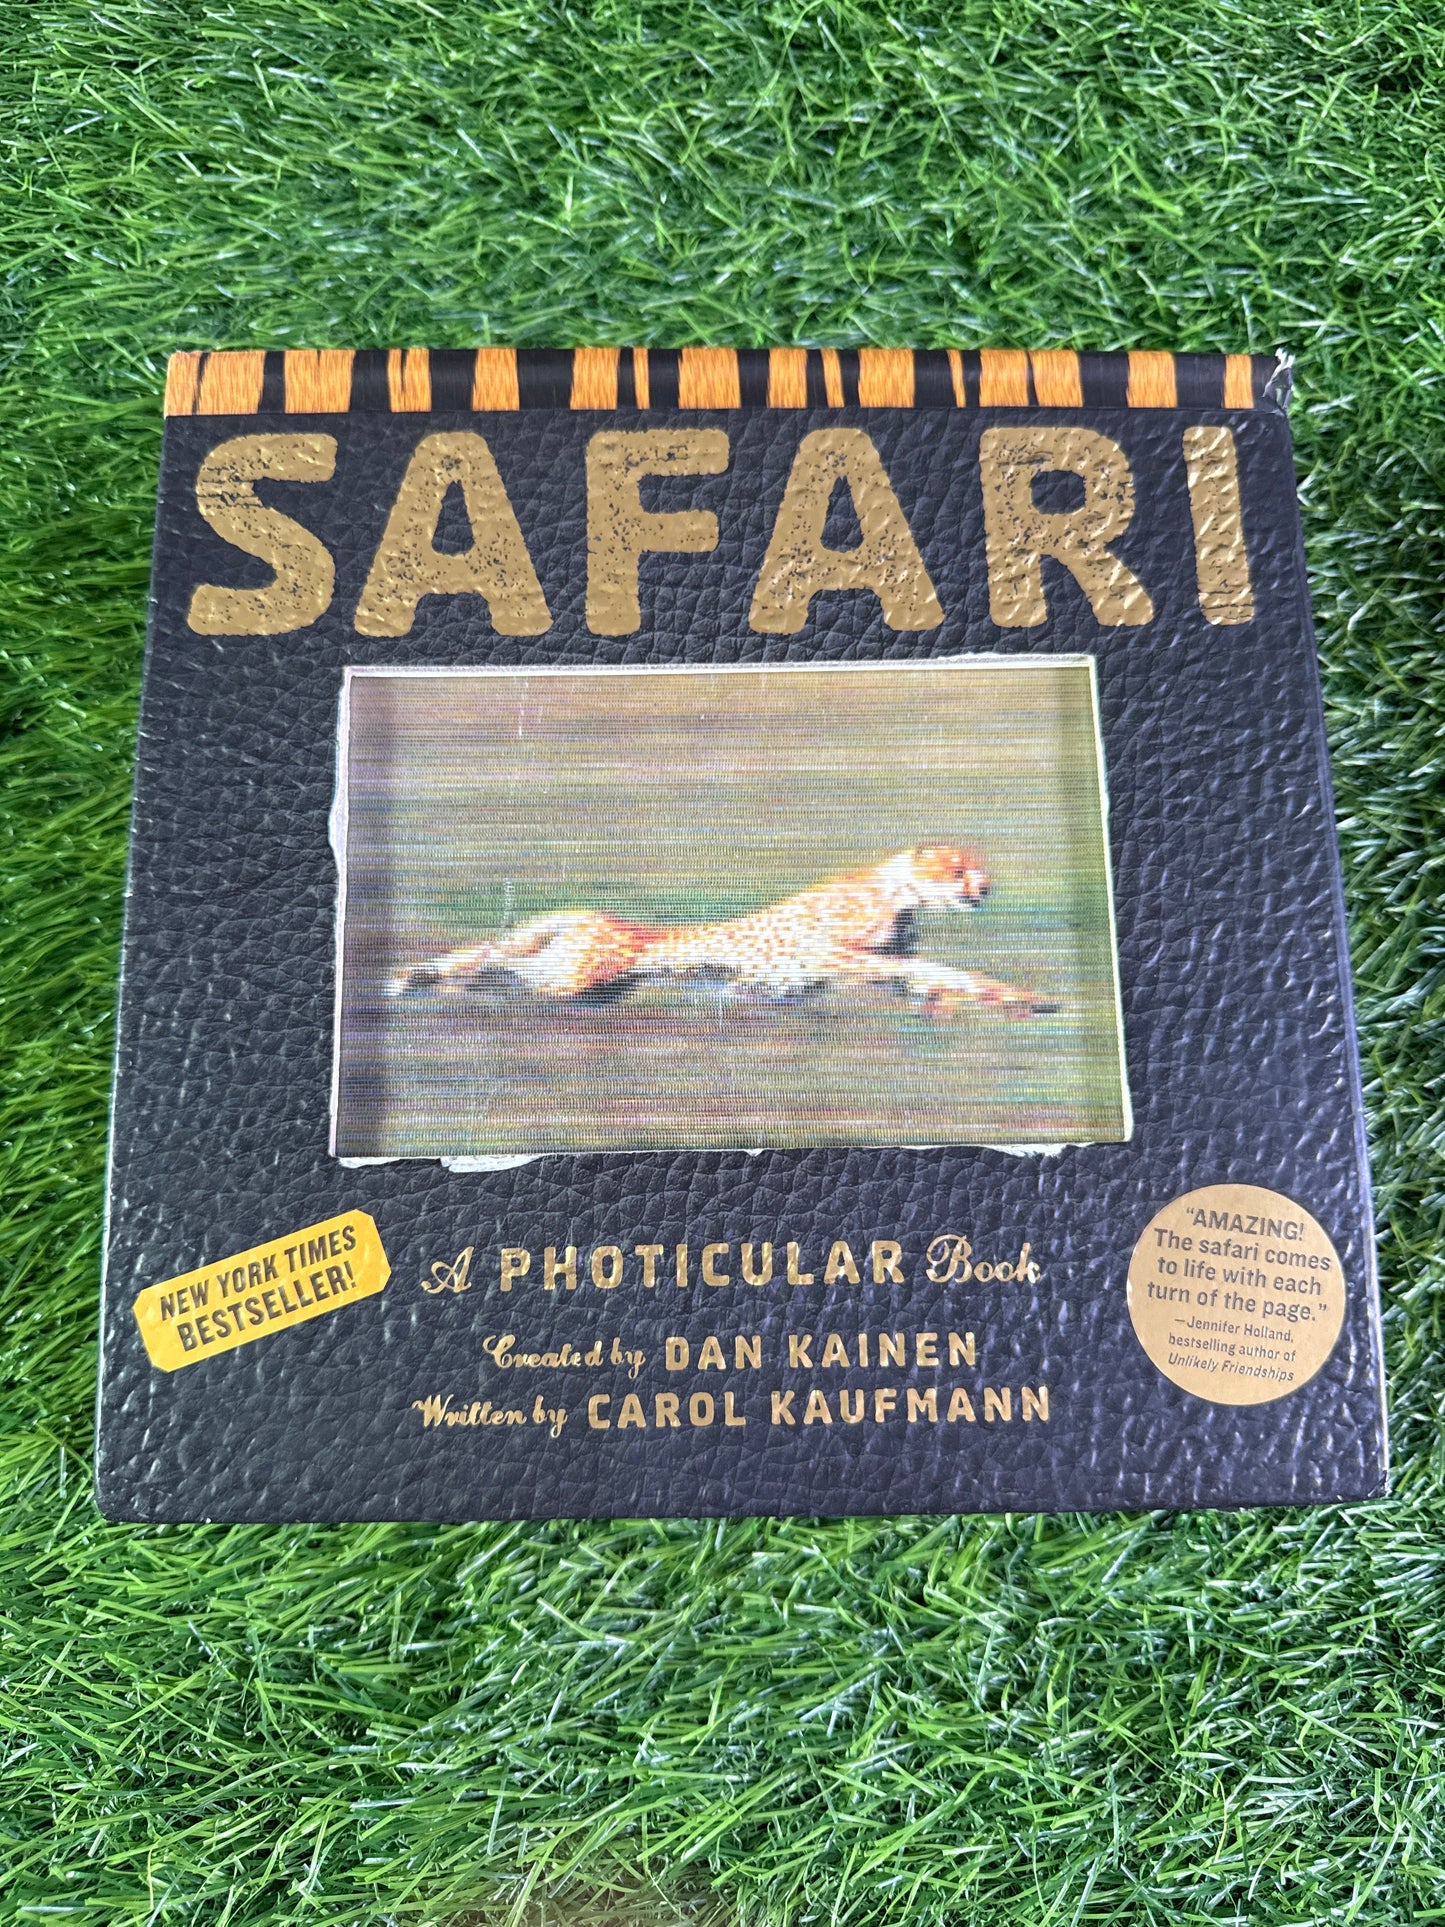 SAFARI
NEW YORK TIMES
BESTSELLER!
A PHOTICULAR Book
Created by DAN KAINEN
Written by CAROL KAUFMANN
"AMAZING!
The safari comes
to life with each
turn of the page."
—Jennifer Holland,
bestselling author of
Unlikely Friendships